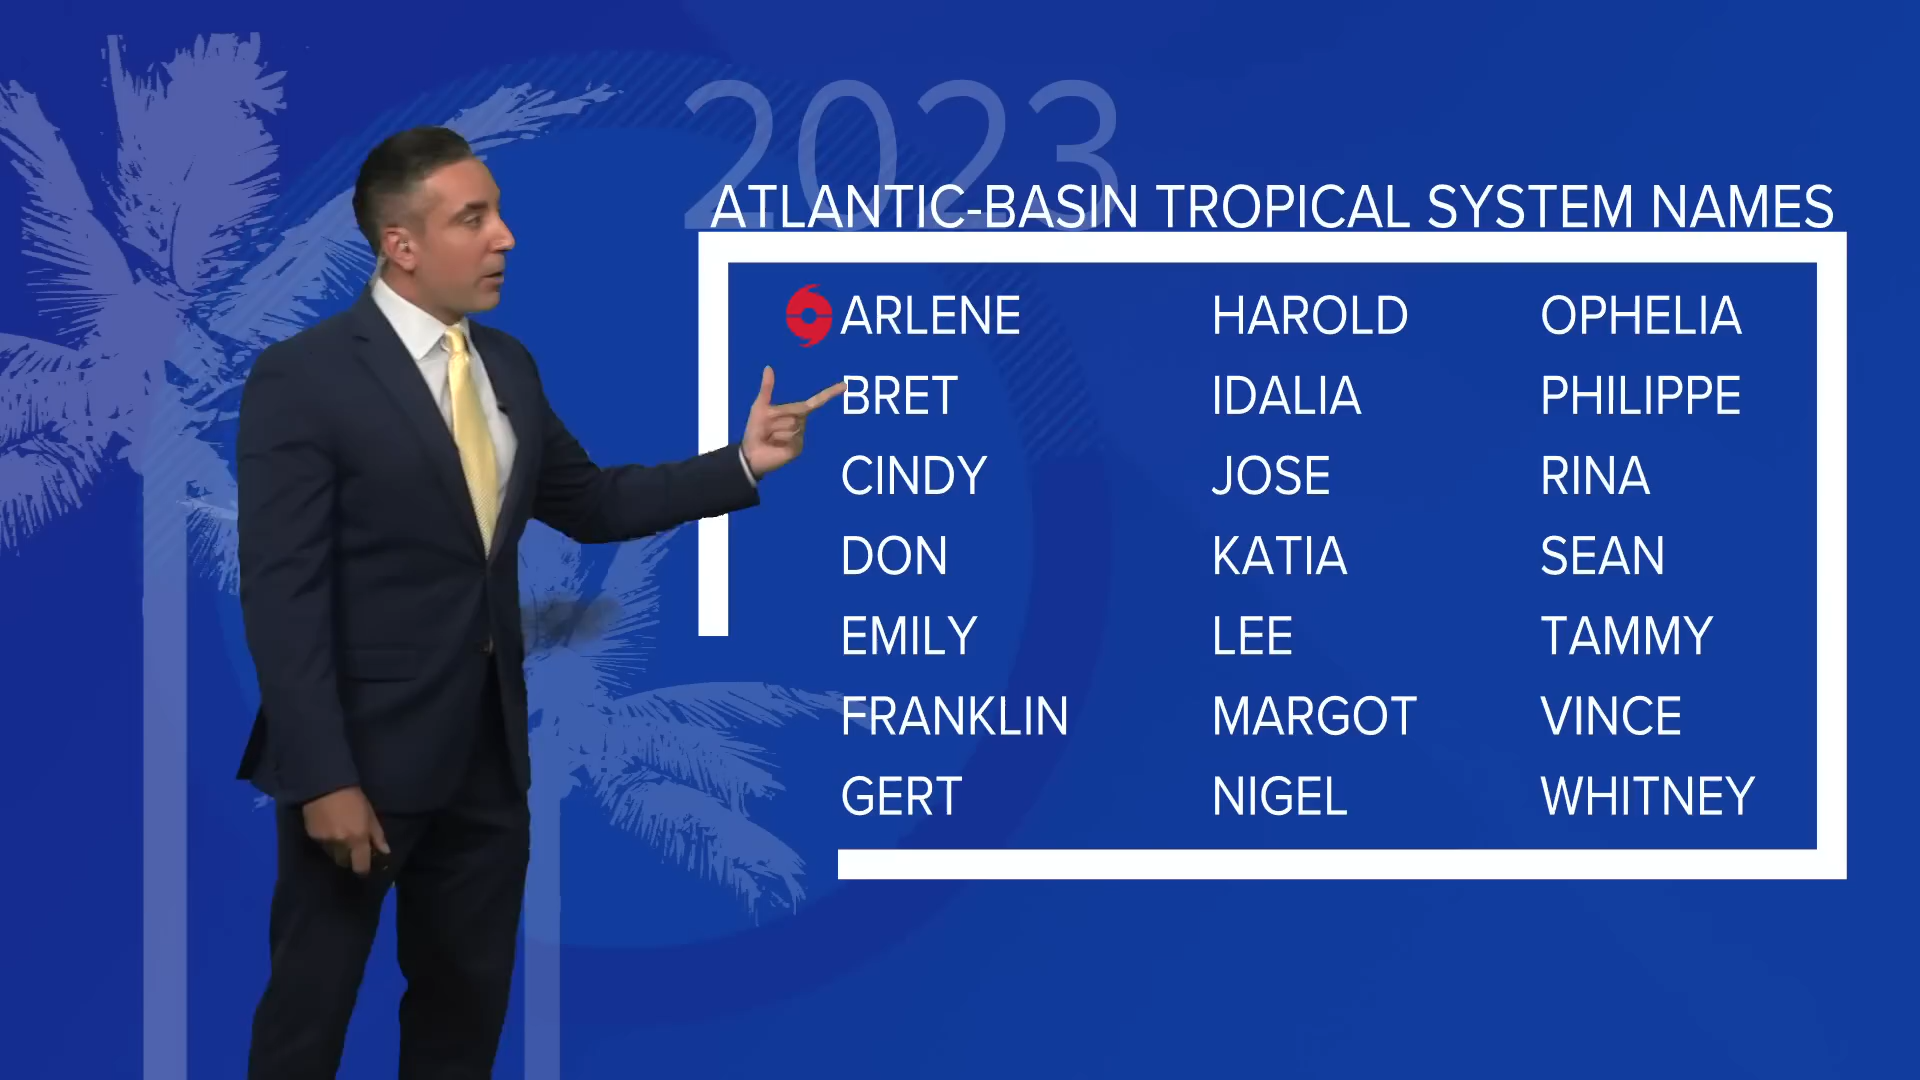 2023
ATLANTIC-BASIN TROPICAL SYSTEM NAMES
ARLENE
BRET
CINDY
DON
EMILY
FRANKLIN
GERT
HAROLD
IDALIA
JOSE
KATIA
LEE
MARGOT
NIGEL
OPHELIA
PHILIPPE
RINA
SEAN
TAMMY
VINCE
WHITNEY